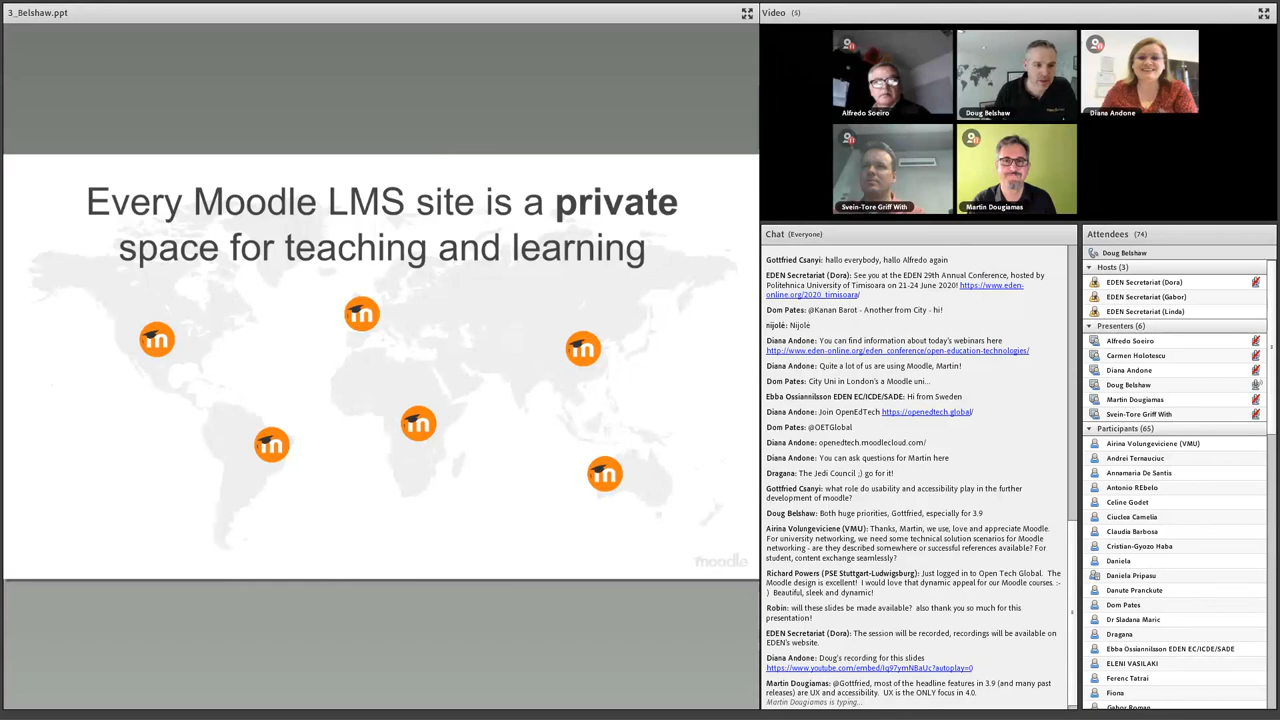 3_Belshaw.ppt
Every Moodle LMS site is a private
space for teaching and learning
moodle
Video (5)
Alfredo Soeiro
Doug Belshaw
Diana Andone
Svein-Tore Griff With
Martin Dougiamas
Chat (Everyone)
Gottfried Csanyi: hallo everybody, hallo Alfredo again
EDEN Secretariat (Dora): See you at the EDEN 29th Annual Conference, hosted by
Politehnica University of Timisoara on 21-24 June 2020! https://www.eden-
online.org/2020_timisoara/
Dom Pates: @Kanan Barot - Another from City - hi!
nijolė: Nijolė
Diana Andone: You can find information about today's webinars here
http://www.eden-online.org/eden_conference/open-education-technologies/
Diana Andone: Quite a lot of us are using Moodle, Martin!
Dom Pates: City Uni in London's a Moodle uni...
Ebba Ossiannilsson EDEN EC/ICDE/SADE: Hi from Sweden
Diana Andone: Join OpenEdTech https://openedtech.global/
Dom Pates: @OETGlobal
Diana Andone: openedtech.moodlecloud.com/
Diana Andone: You can ask questions for Martin here
Dragana: The Jedi Council ;) go for it!
Gottfried Csanyi: what role do usability and accessibility play in the further
development of moodle?
Doug Belshaw: Both huge priorities, Gottfried, especially for 3.9
Airina Volungeviciene (VMU): Thanks, Martin, we use, love and appreciate Moodle.
For university networking, we need some technical solution scenarios for Moodle
networking - are they described somewhere or successful references available? For
student, content exchange seamlessly?
Richard Powers (PSE Stuttgart-Ludwigsburg): Just logged in to Open Tech Global. The
Moodle design is excellent! I would love that dynamic appeal for our Moodle courses. :-
) Beautiful, sleek and dynamic!
Robin: will these slides be made available? also thank you so much for this
presentation!
EDEN Secretariat (Dora): The session will be recorded, recordings will be available on
EDEN's website.
Diana Andone: Doug's recording for this slides
https://www.youtube.com/embed/Iq97ymNBaUc?autoplay=0
Martin Dougiamas: @Gottfried, most of the headline features in 3.9 (and many past
releases) are UX and accessibility. UX is the ONLY focus in 4.0.
Martin Dougiamas is typing...
Attendees (74)
Doug Belshaw
Hosts (3)
EDEN Secretariat (Dora)
EDEN Secretariat (Gabor)
EDEN Secretariat (Linda)
Presenters (6)
Alfredo Soeiro
Carmen Holotescu
Diana Andone
Doug Belshaw
Martin Dougiamas
Svein-Tore Griff With
Participants (65)
Airina Volungeviciene (VMU)
Andrei Ternauciuc
Annamaria De Santis
Antonio REbelo
Celine Godet
Ciuclea Camelia
Claudia Barbosa
Cristian-Gyozo Haba
Daniela
Daniela Pripasu
Danute Pranckute
Dom Pates
Dr Sladana Maric
Dragana
Ebba Ossiannilsson EDEN EC/ICDE/SADE
ELENI VASILAKI
Ferenc Tatrai
Fiona
Gabor Roman